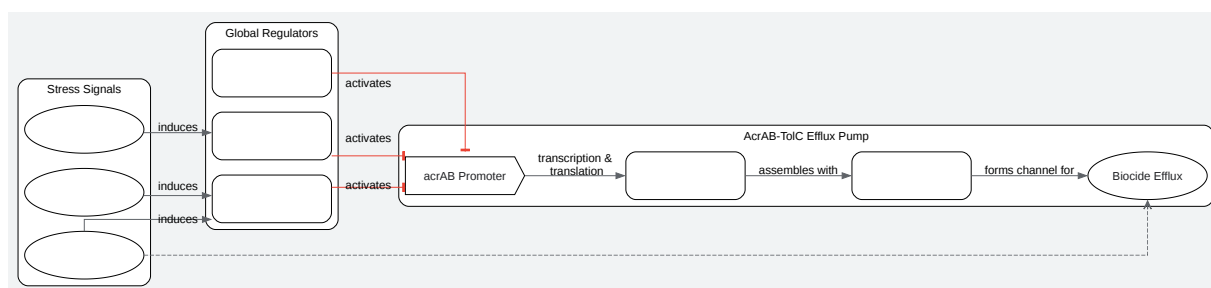 Global Regulators
activates
Stress Signals
induces
activates
AcrAB-TolC Efflux Pump
transcription &
translation
assembles with
forms channel for
acrAB Promoter
Biocide Efflux
induces
activates
induces